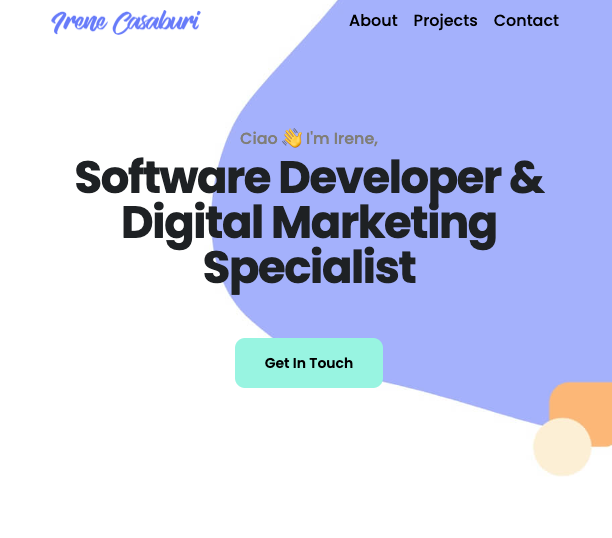 Irene Casaburi
About Projects Contact
Ciao 👋 I'm Irene,
Software Developer &
Digital Marketing
Specialist
Get In Touch